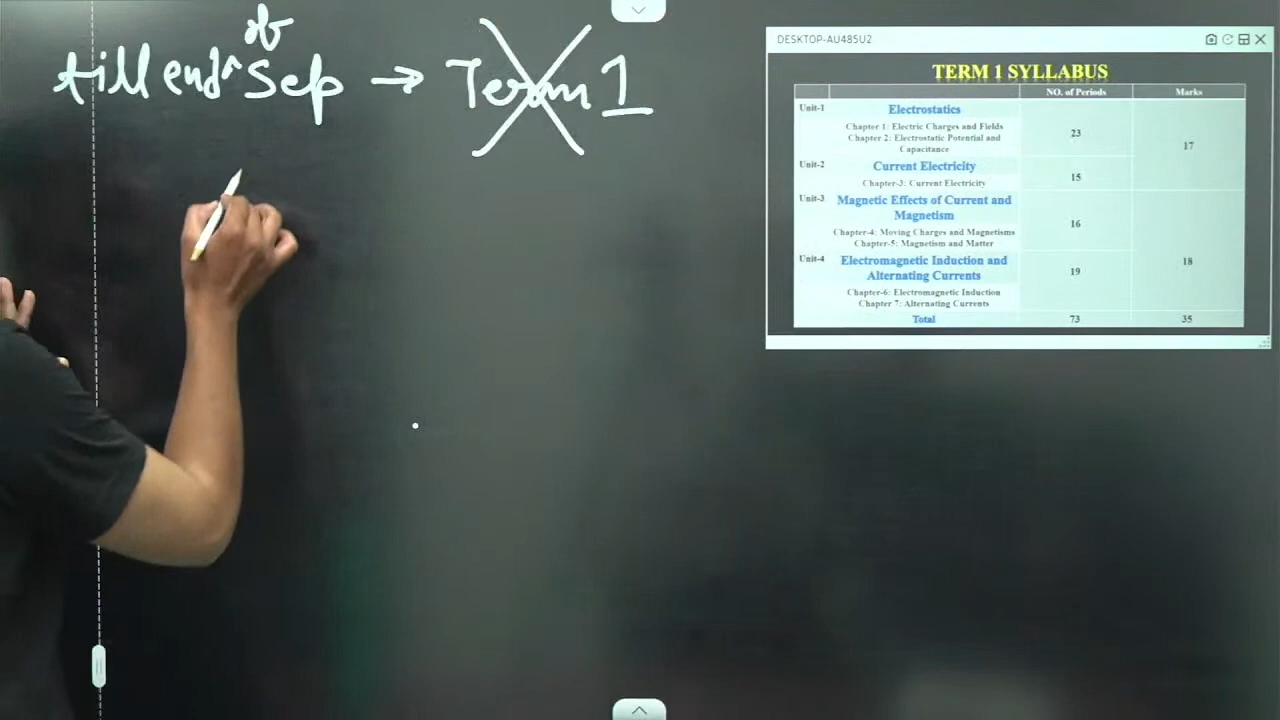 till end ^ of Sep → Term 1
DESKTOP-AU485U2
TERM 1 SYLLABUS
NO. of Periods Marks
Unit-1 Electrostatics
Chapter 1: Electric Charges and Fields
Chapter 2: Electrostatic Potential and
Capacitance
23
17
Unit-2 Current Electricity
Chapter-3: Current Electricity
15
Unit-3 Magnetic Effects of Current and
Magnetism
Chapter-4: Moving Charges and Magnetisms
Chapter-5: Magnetism and Matter
16
18
Unit-4 Electromagnetic Induction and
Alternating Currents
Chapter-6: Electromagnetic Induction
Chapter 7: Alternating Currents
19
Total 73 35